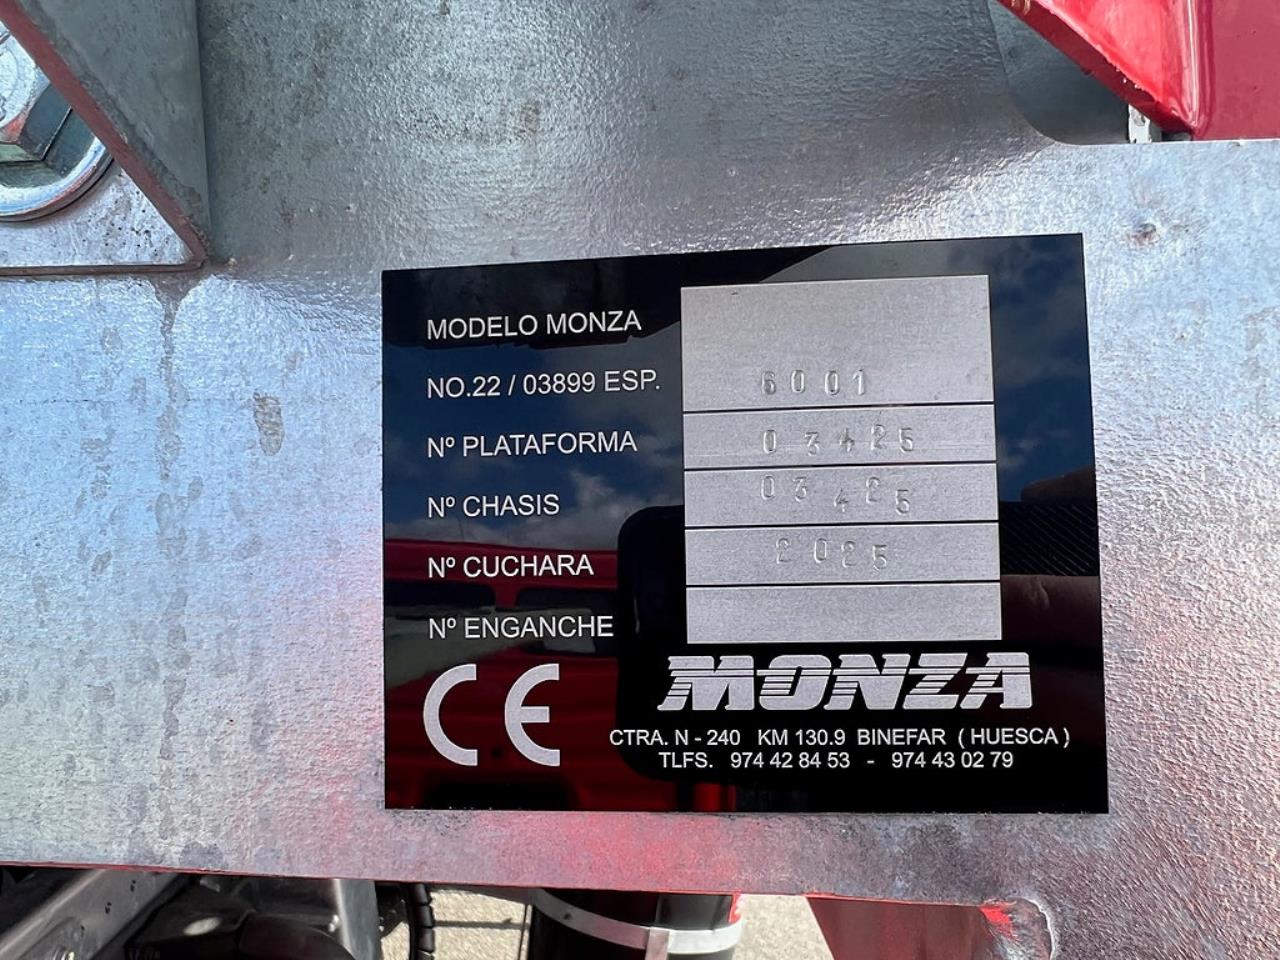 MODELO MONZA
NO.22 / 03899 ESP. 6001
Nº PLATAFORMA 03425
Nº CHASIS 03425
Nº CUCHARA 2025
Nº ENGANCHE
CE MONZA
CTRA. N - 240 KM 130.9 BINEFAR ( HUESCA )
TLFS. 974 42 84 53 - 974 43 02 79